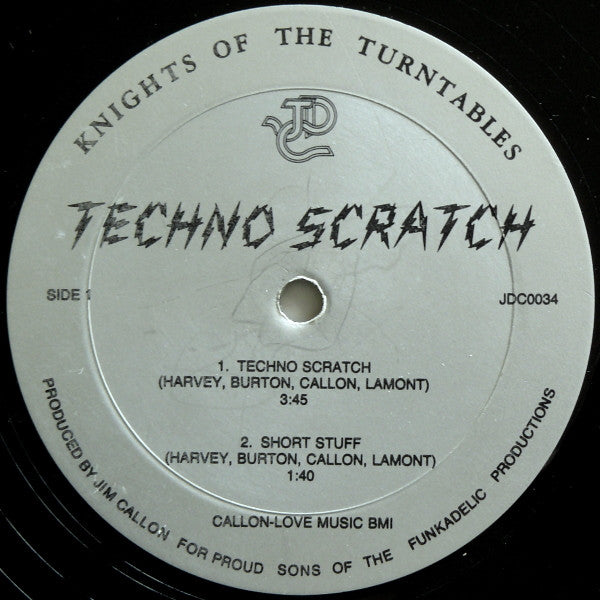 KNIGHTS OF THE TURNTABLES
JDC
TECHNO SCRATCH
SIDE 1
JDC0034
1. TECHNO SCRATCH
(HARVEY, BURTON, CALLON, LAMONT)
3:45
2. SHORT STUFF
(HARVEY, BURTON, CALLON, LAMONT)
1:40
CALLON-LOVE MUSIC BMI
PRODUCED BY JIM CALLON FOR PROUD SONS OF THE FUNKADELIC PRODUCTIONS